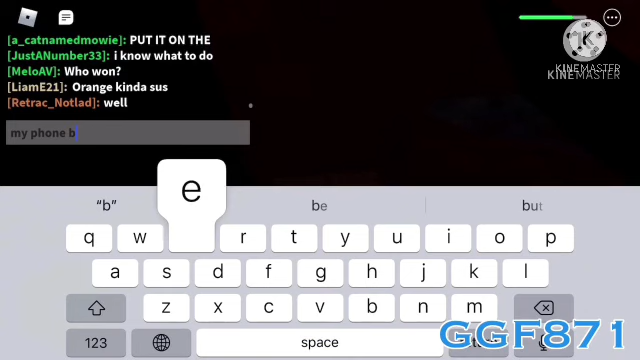 [a_catnamedmowie]: PUT IT ON THE
[JustANumber33]: i know what to do
[MeloAV]: Who won?
[LiamE21]: Orange kinda sus
[Retrac_Notlad]: well
my phone b
K
KINEMASTER
KINEMASTER
e
"b" be but
q w r t y u i o p
a s d f g h j k l
z x c v b n m
123 space
GGF871